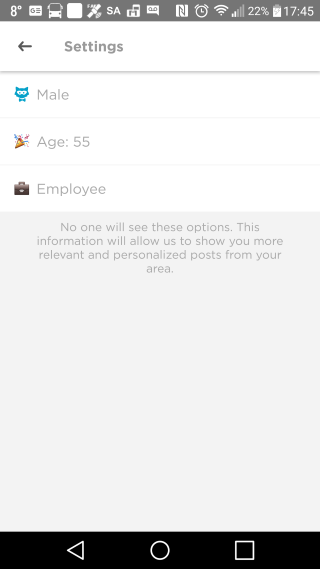 8° GE SA 22% 17:45
Settings
Male
Age: 55
Employee
No one will see these options. This
information will allow us to show you more
relevant and personalized posts from your
area.